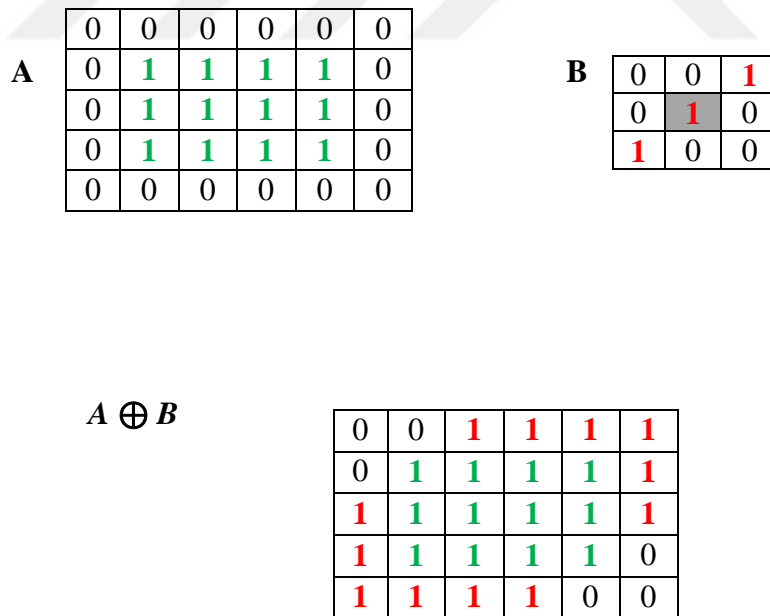 A
0 0 0 0 0 0
0 1 1 1 1 0
0 1 1 1 1 0
0 1 1 1 1 0
0 0 0 0 0 0
B
0 0 1
0 1 0
1 0 0
A ⊕ B
0 0 1 1 1 1
0 1 1 1 1 1
1 1 1 1 1 1
1 1 1 1 1 0
1 1 1 1 0 0